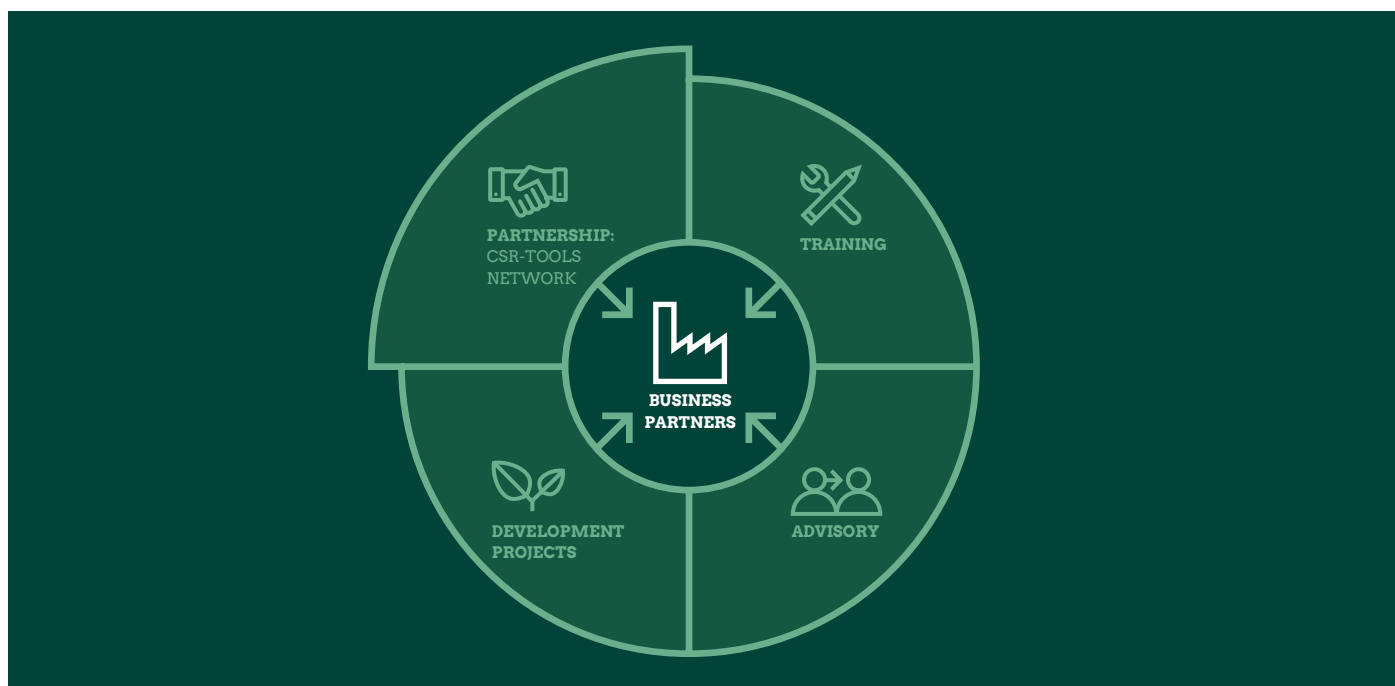 PARTNERSHIP:
CSR-TOOLS
NETWORK
TRAINING
BUSINESS
PARTNERS
DEVELOPMENT
PROJECTS
ADVISORY